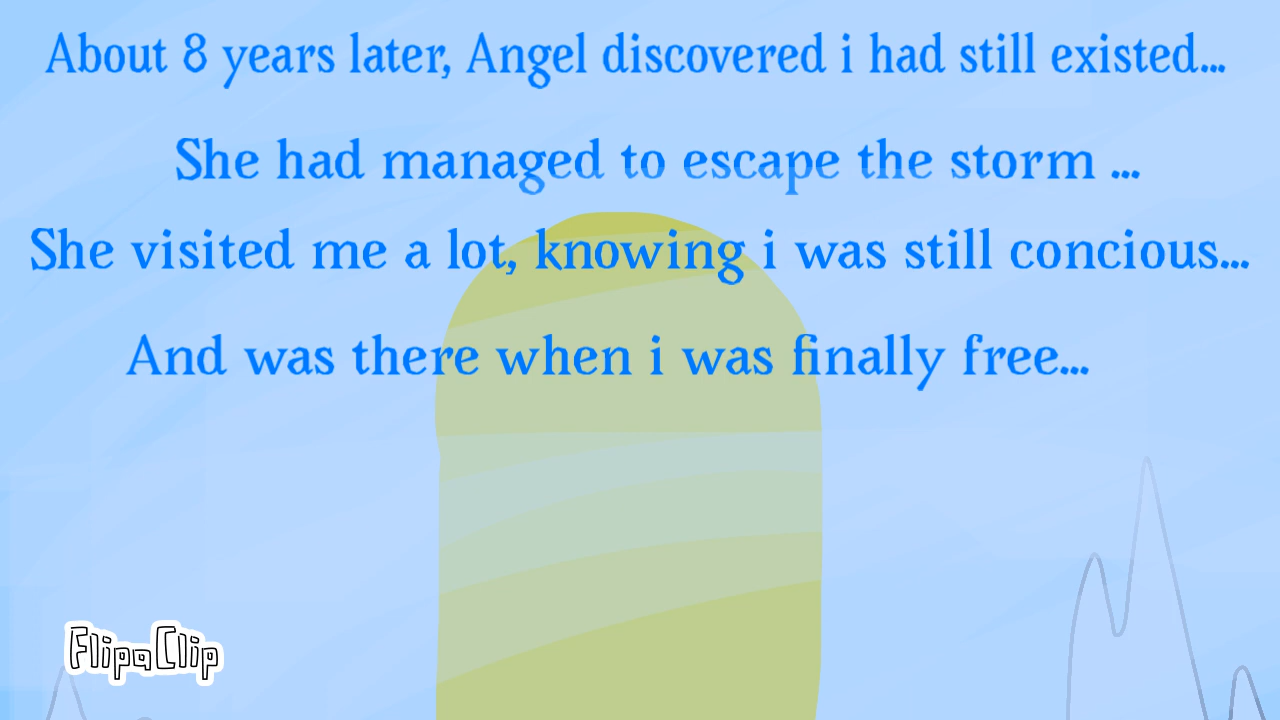 About 8 years later, Angel discovered i had still existed...
She had managed to escape the storm ...
She visited me a lot, knowing i was still concious...
And was there when i was finally free...
FlipaClip